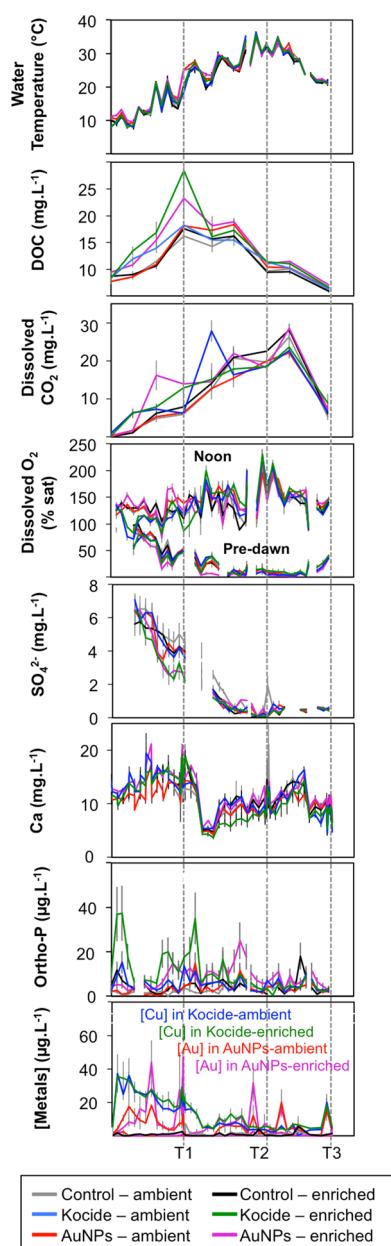 40
30
20
10
Water
Temperature (°C)
25
20
15
10
DOC (mg.L⁻¹)
30
20
10
0
Dissolved
CO₂ (mg.L⁻¹)
250
200
150
100
50
0
Dissolved O₂
(% sat)
Noon
Pre-dawn
8
6
4
2
0
SO₄²⁻ (mg.L⁻¹)
20
10
0
Ca (mg.L⁻¹)
40
20
0
Ortho-P (µg.L⁻¹)
60
40
20
[Metals] (µg.L⁻¹)
[Cu] in Kocide-ambient
[Cu] in Kocide-enriched
[Au] in AuNPs-ambient
[Au] in AuNPs-enriched
T1 T2 T3
Control – ambient Control – enriched
Kocide – ambient Kocide – enriched
AuNPs – ambient AuNPs – enriched